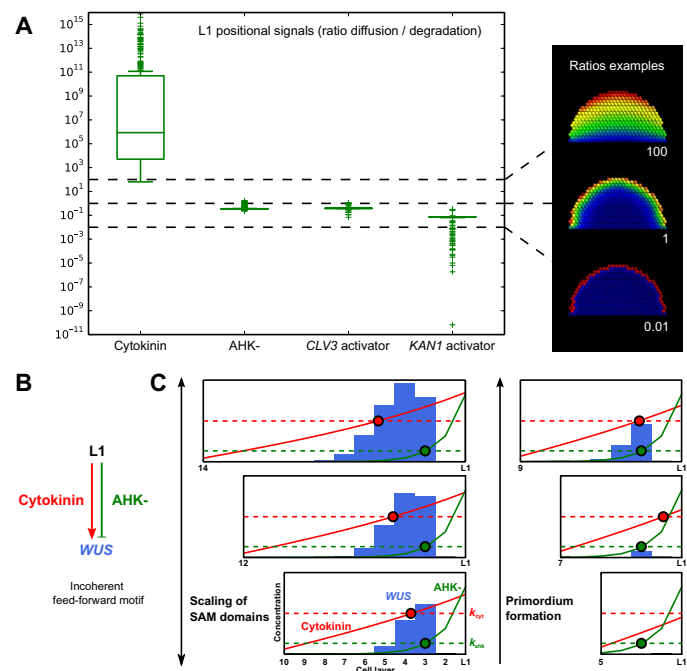 A
L1 positional signals (ratio diffusion / degradation)
10^15
10^13
10^11
10^9
10^7
10^5
10^3
10^1
10^-1
10^-3
10^-5
10^-7
10^-9
10^-11
Cytokinin AHK- CLV3 activator KAN1 activator
Ratios examples
100
1
0.01
B
L1
Cytokinin AHK-
WUS
Incoherent
feed-forward motif
C
14 L1
9 L1
12 L1
7 L1
Scaling of
SAM domains
Concentration
WUS
AHK-
Cytokinin
k_cyt
k_ahk
10 9 8 7 6 5 4 3 2 L1
Cell layer
Primordium
formation
5 L1